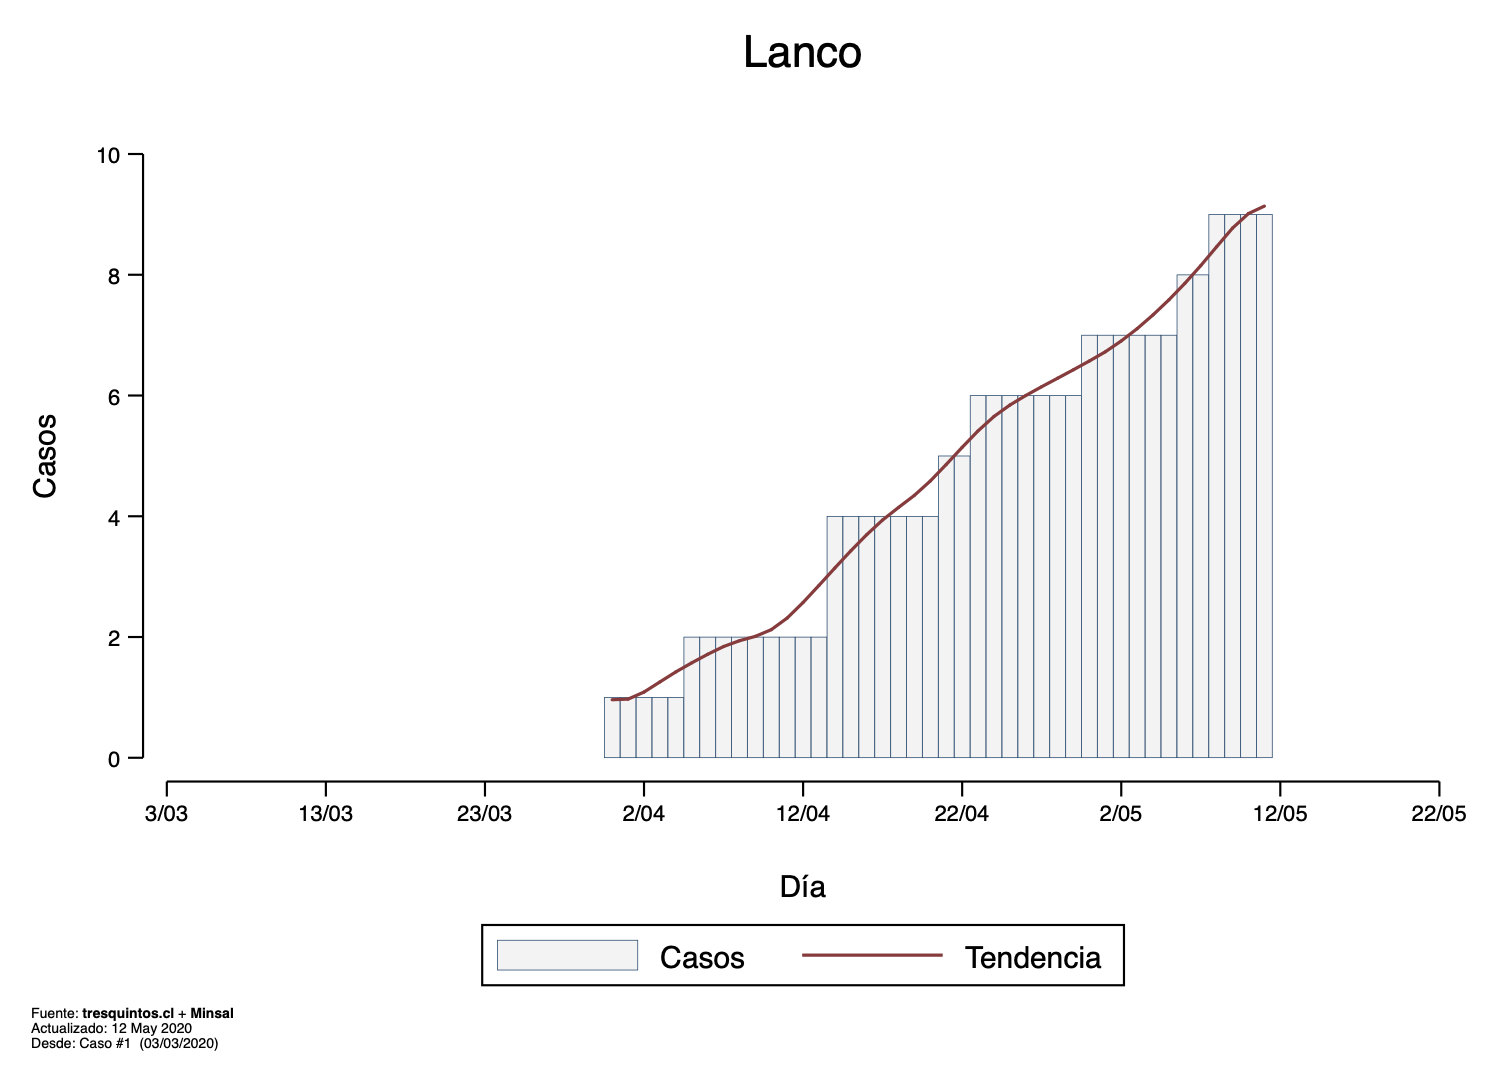 Lanco
10
8
6
4
2
0
Casos
3/03 13/03 23/03 2/04 12/04 22/04 2/05 12/05 22/05
Día
Casos Tendencia
Fuente: tresquintos.cl + Minsal
Actualizado: 12 May 2020
Desde: Caso #1 (03/03/2020)